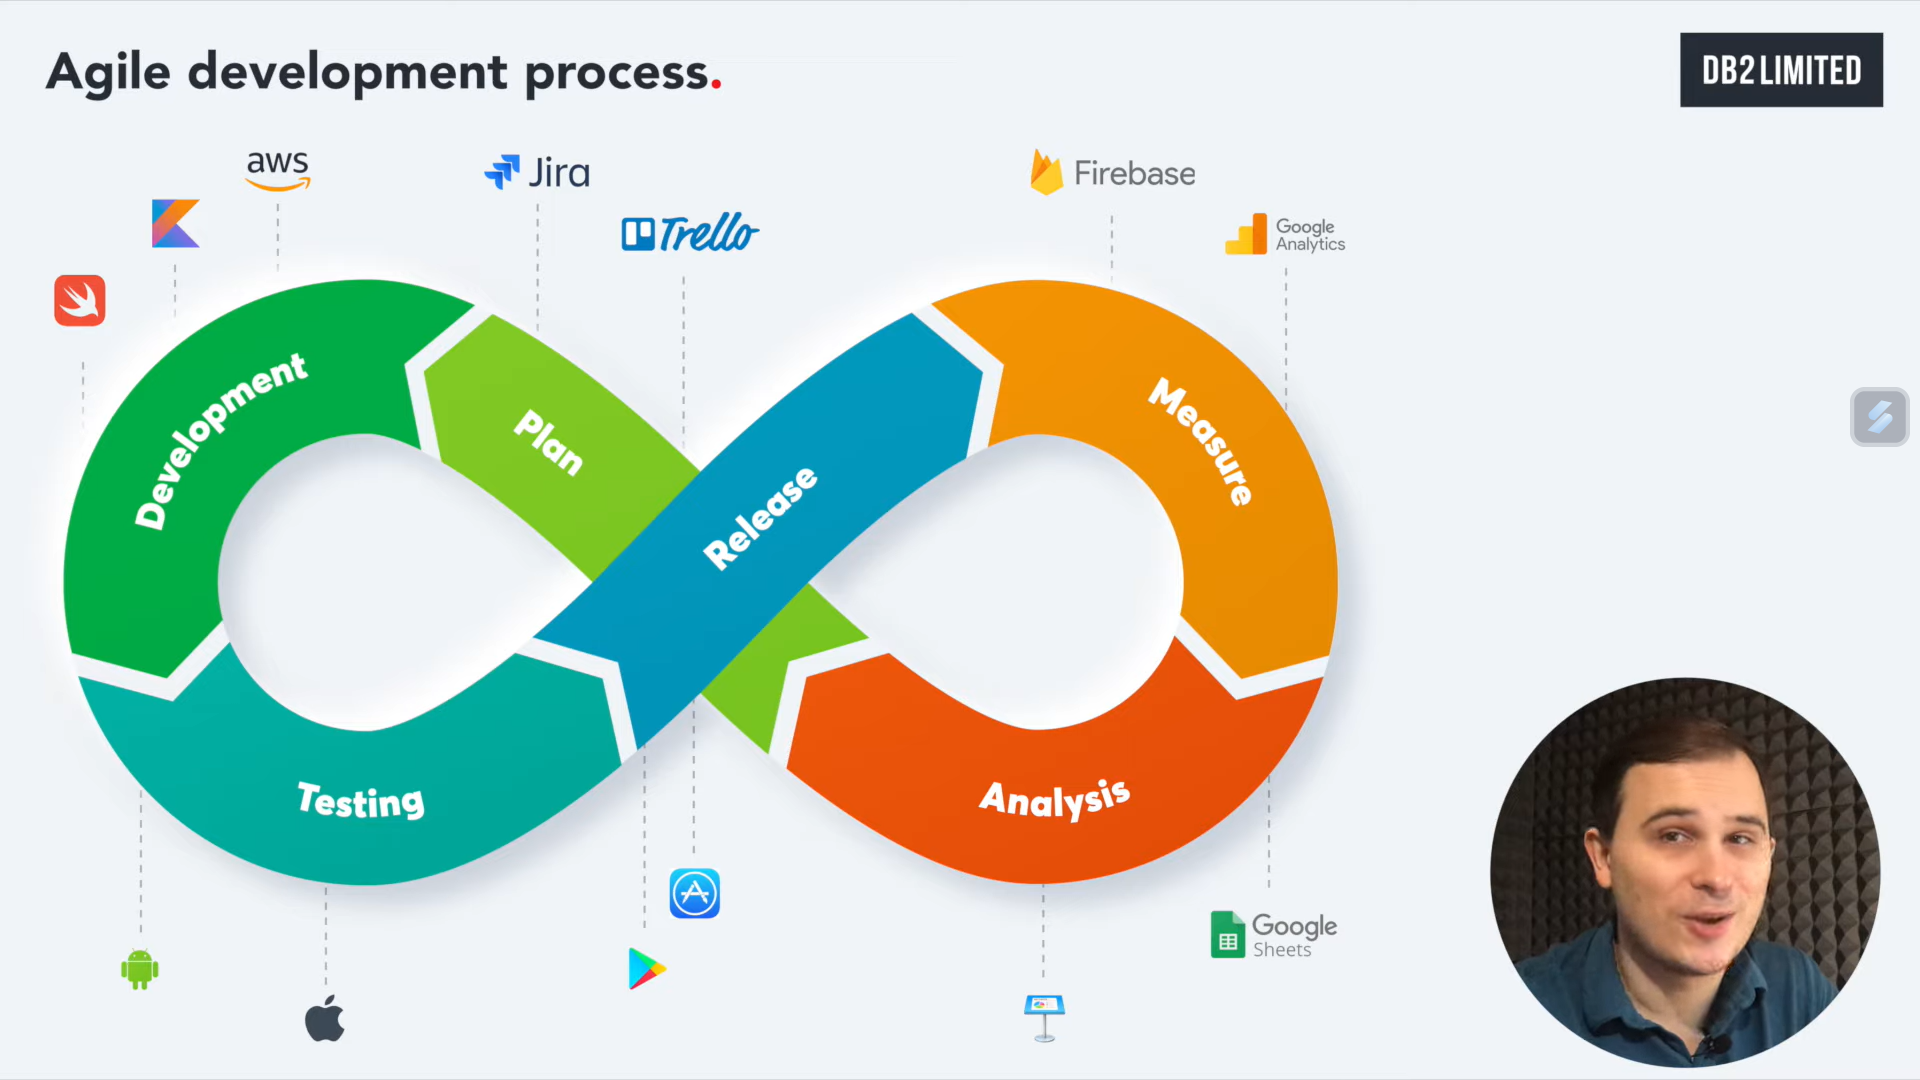 Agile development process.
DB2 LIMITED
aws
Jira
Trello
Firebase
Google
Analytics
Development
Plan
Release
Measure
Testing
Analysis
Google
Sheets